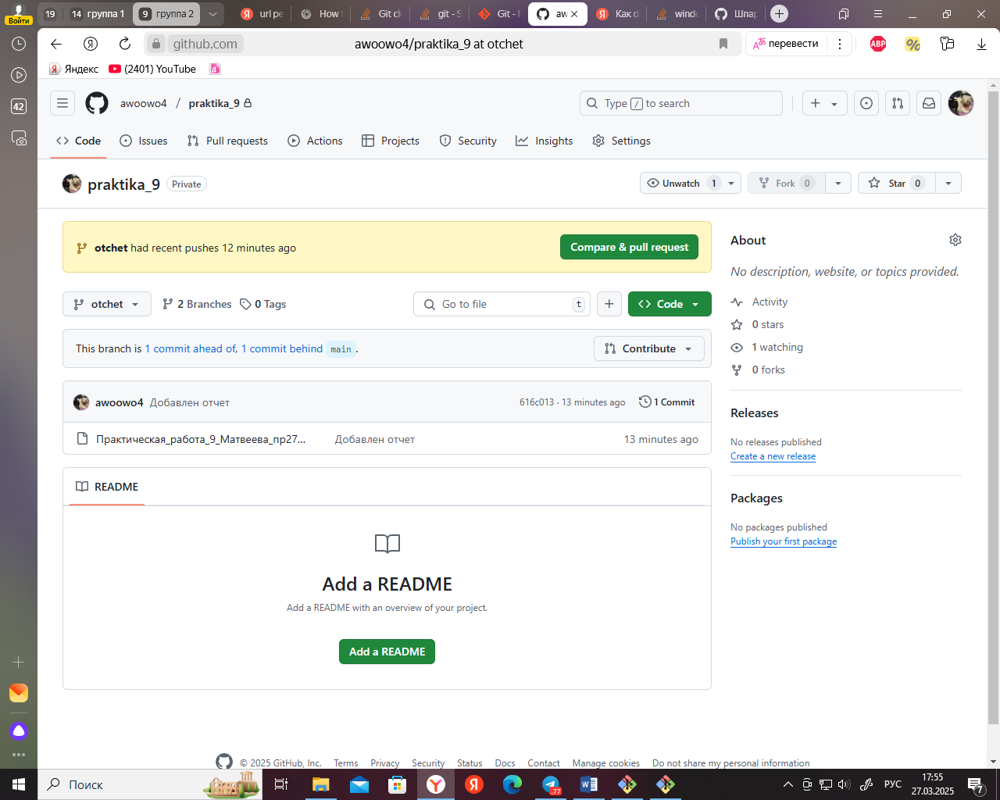 Войти
19
14 группа 1
9 группа 2
url pe
How t
Git cl
git - S
Git - Г
aw
Как d
wind
Шпар
github.com
awoowo4/praktika_9 at otchet
перевести
ABP
Яндекс
(2401) YouTube
42
awoowo4 / praktika_9
Type / to search
Code
Issues
Pull requests
Actions
Projects
Security
Insights
Settings
praktika_9 Private
Unwatch 1
Fork 0
Star 0
otchet had recent pushes 12 minutes ago
Compare & pull request
otchet
2 Branches
0 Tags
Go to file t
Code
This branch is 1 commit ahead of, 1 commit behind main .
Contribute
awoowo4 Добавлен отчет
616c013 · 13 minutes ago
1 Commit
Практическая_работа_9_Матвеева_пр27...
Добавлен отчет
13 minutes ago
README
Add a README
Add a README with an overview of your project.
Add a README
About
No description, website, or topics provided.
Activity
0 stars
1 watching
0 forks
Releases
No releases published
Create a new release
Packages
No packages published
Publish your first package
© 2025 GitHub, Inc.
Terms
Privacy
Security
Status
Docs
Contact
Manage cookies
Do not share my personal information
Поиск
77
РУС
17:55
27.03.2025
7